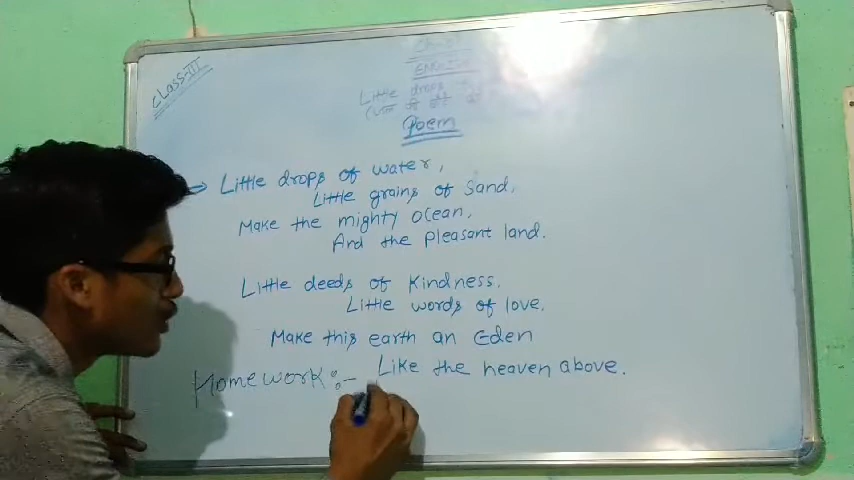 Class-III
ENGLISH
Little drops
Poem
→ Little drops of water,
Little grains of Sand,
Make the mighty Ocean,
And the pleasant land.
Little deeds of Kindness,
Little words of love,
Make this earth an Eden
Like the heaven above.
Homework:-